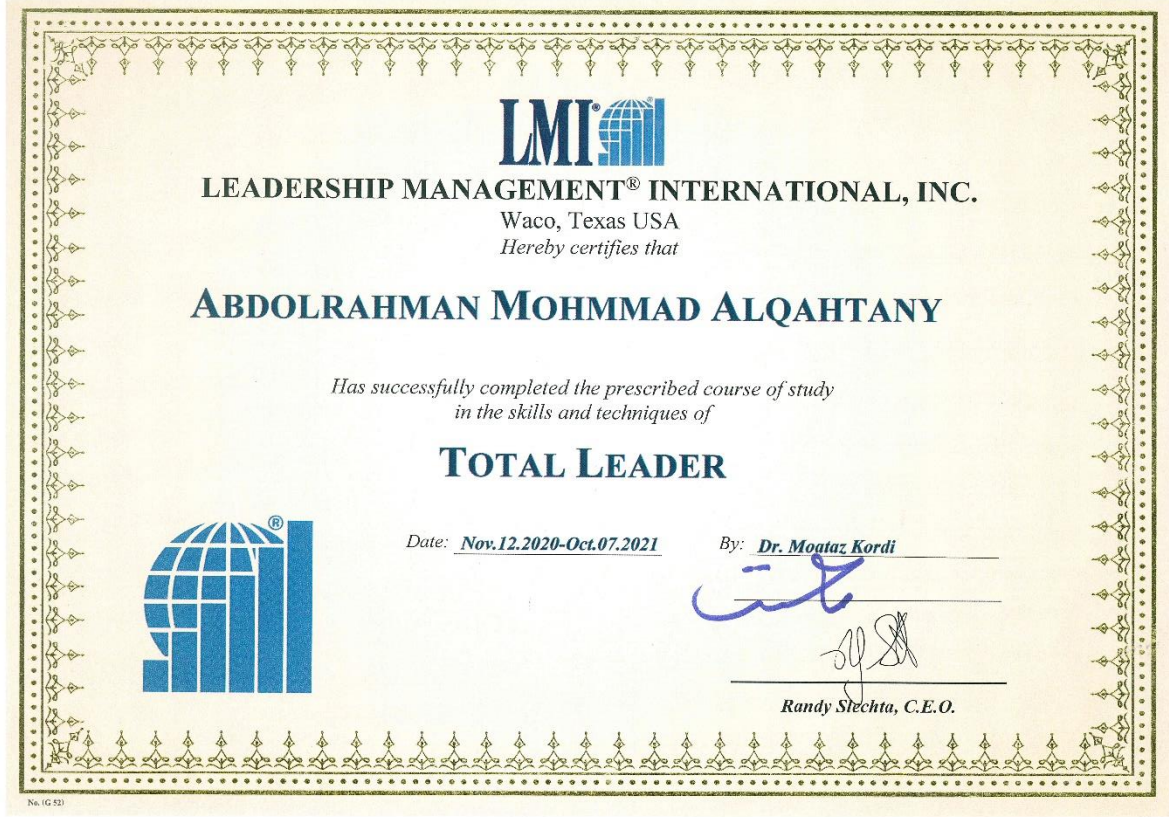 LMI®
LEADERSHIP MANAGEMENT® INTERNATIONAL, INC.
Waco, Texas USA
Hereby certifies that
ABDOLRAHMAN MOHMMAD ALQAHTANY
Has successfully completed the prescribed course of study
in the skills and techniques of
TOTAL LEADER
®
Date: Nov.12.2020-Oct.07.2021 By: Dr. Moataz Kordi
Randy Slechta, C.E.O.
No. (G 52)